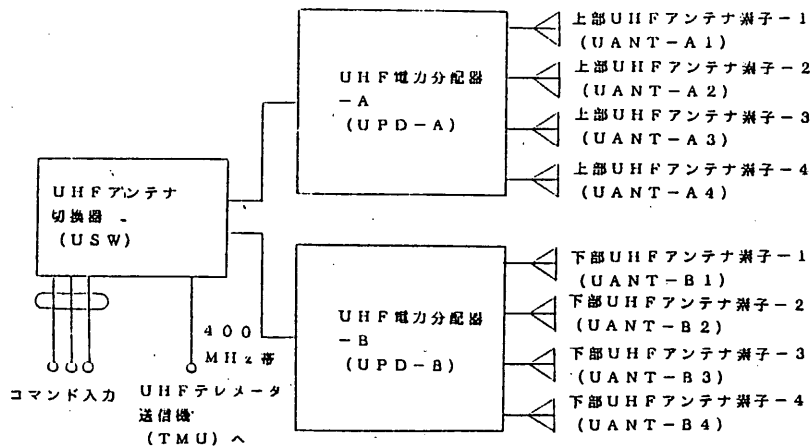 上部UHFアンテナ素子-1
(UANT-A1)
上部UHFアンテナ素子-2
(UANT-A2)
上部UHFアンテナ素子-3
(UANT-A3)
上部UHFアンテナ素子-4
(UANT-A4)
UHF電力分配器
-A
(UPD-A)
UHFアンテナ
切換器
(USW)
UHF電力分配器
-B
(UPD-B)
下部UHFアンテナ素子-1
(UANT-B1)
下部UHFアンテナ素子-2
(UANT-B2)
下部UHFアンテナ素子-3
(UANT-B3)
下部UHFアンテナ素子-4
(UANT-B4)
400
MHz帯
コマンド入力
UHFテレメータ
送信機
(TMU)へ